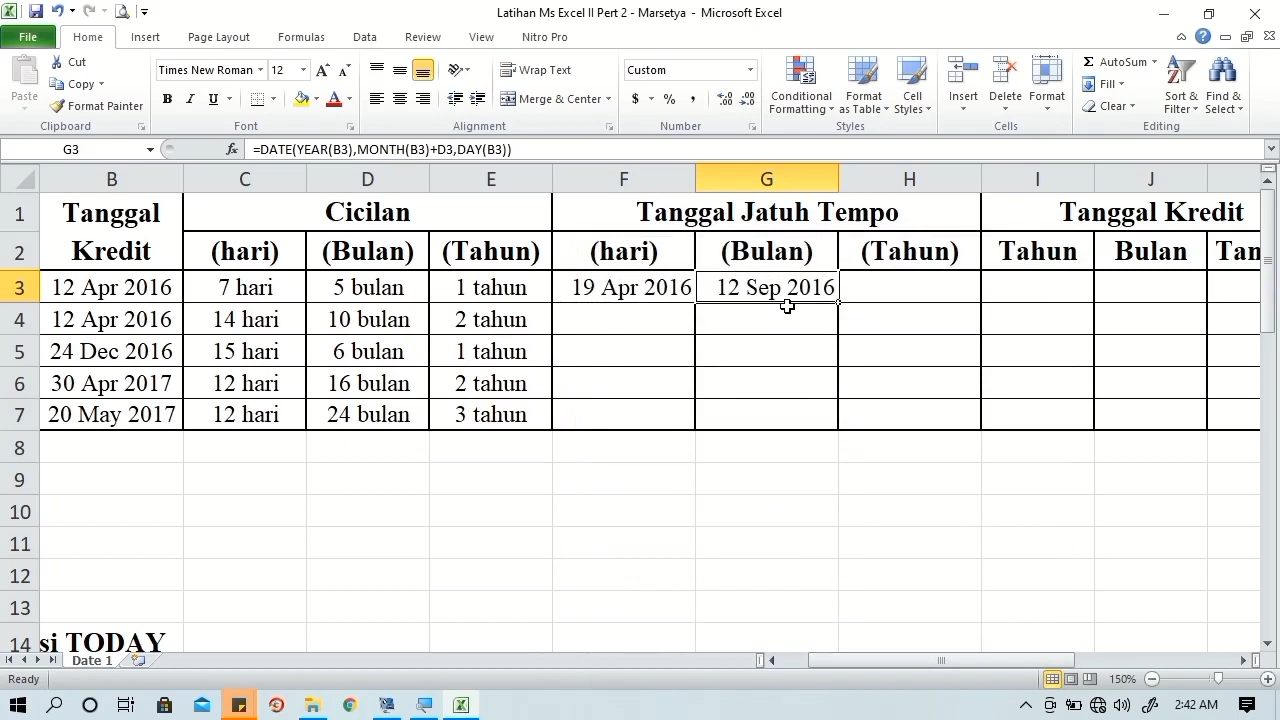 Latihan Ms Excel II Pert 2 - Marsetya - Microsoft Excel
File Home Insert Page Layout Formulas Data Review View Nitro Pro
Paste
Cut
Copy
Format Painter
Clipboard
Times New Roman 12
B I U
Font
Wrap Text
Merge & Center
Alignment
Custom
$ % ,
Number
Conditional Formatting
Format as Table
Cell Styles
Styles
Insert Delete Format
Cells
Σ AutoSum
Fill
Clear
Sort & Filter
Find & Select
Editing
G3 fx =DATE(YEAR(B3),MONTH(B3)+D3,DAY(B3))
B C D E F G H I J
1 Tanggal Cicilan Tanggal Jatuh Tempo Tanggal Kredit
2 Kredit (hari) (Bulan) (Tahun) (hari) (Bulan) (Tahun) Tahun Bulan Tan
3 12 Apr 2016 7 hari 5 bulan 1 tahun 19 Apr 2016 12 Sep 2016
4 12 Apr 2016 14 hari 10 bulan 2 tahun
5 24 Dec 2016 15 hari 6 bulan 1 tahun
6 30 Apr 2017 12 hari 16 bulan 2 tahun
7 20 May 2017 12 hari 24 bulan 3 tahun
8
9
10
11
12
13
14 si TODAY
Date 1
Ready 150%
2:42 AM